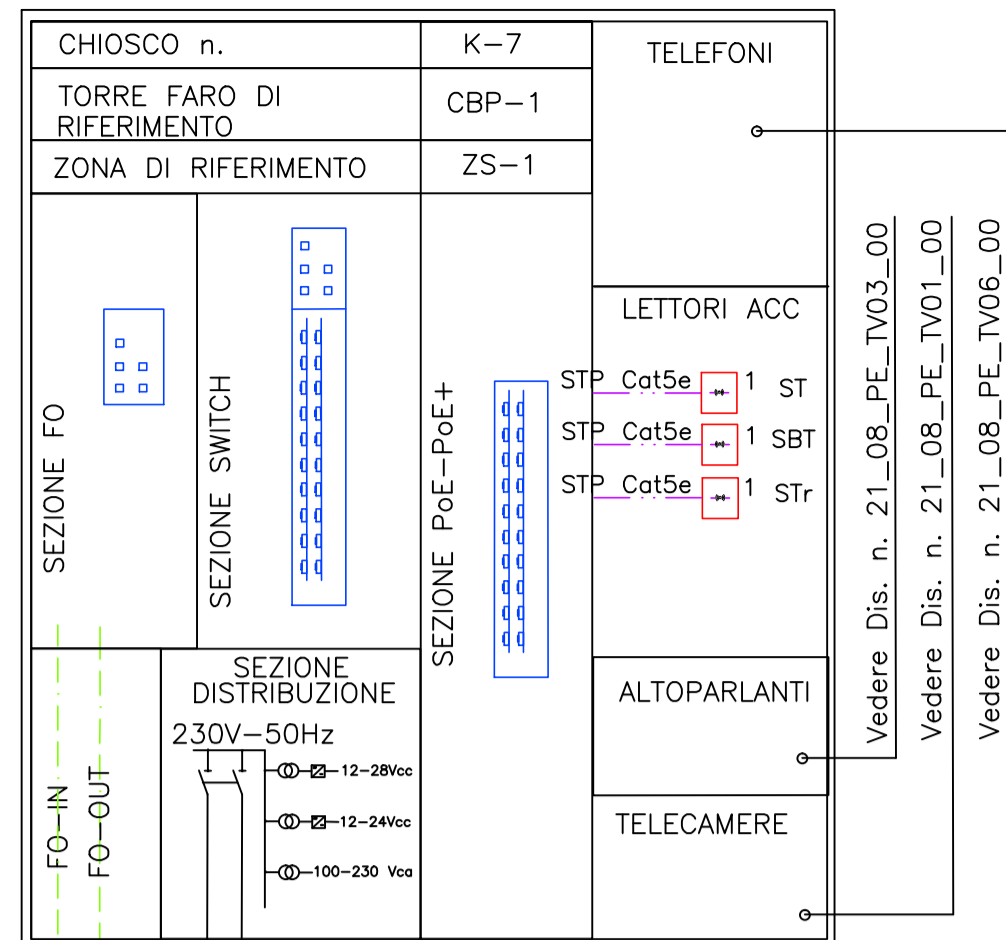 CHIOSCO n.
K-7
TORRE FARO DI
RIFERIMENTO
CBP-1
ZONA DI RIFERIMENTO
ZS-1
TELEFONI
SEZIONE FO
SEZIONE SWITCH
SEZIONE PoE-PoE+
LETTORI ACC
STP Cat5e 1 ST
STP Cat5e 1 SBT
STP Cat5e 1 STr
ALTOPARLANTI
TELECAMERE
FO-IN
FO-OUT
SEZIONE
DISTRIBUZIONE
230V-50Hz
12-28Vcc
12-24Vcc
100-230 Vca
Vedere Dis. n. 21_08_PE_TV03_00
Vedere Dis. n. 21_08_PE_TV01_00
Vedere Dis. n. 21_08_PE_TV06_00